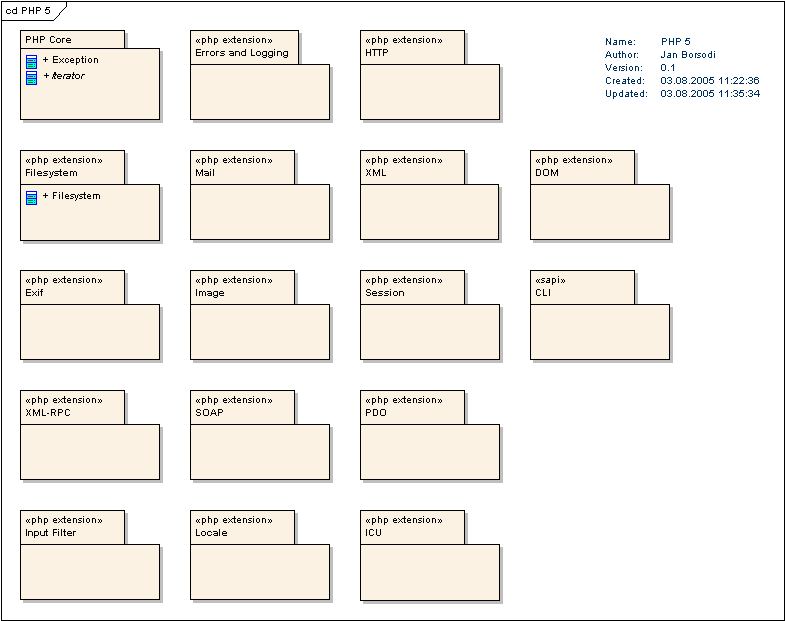 cd PHP 5
PHP Core
+ Exception
+ Iterator
«php extension»
Errors and Logging
«php extension»
HTTP
Name: PHP 5
Author: Jan Borsodi
Version: 0.1
Created: 03.08.2005 11:22:36
Updated: 03.08.2005 11:35:34
«php extension»
Filesystem
+ Filesystem
«php extension»
Mail
«php extension»
XML
«php extension»
DOM
«php extension»
Exif
«php extension»
Image
«php extension»
Session
«sapi»
CLI
«php extension»
XML-RPC
«php extension»
SOAP
«php extension»
PDO
«php extension»
Input Filter
«php extension»
Locale
«php extension»
ICU